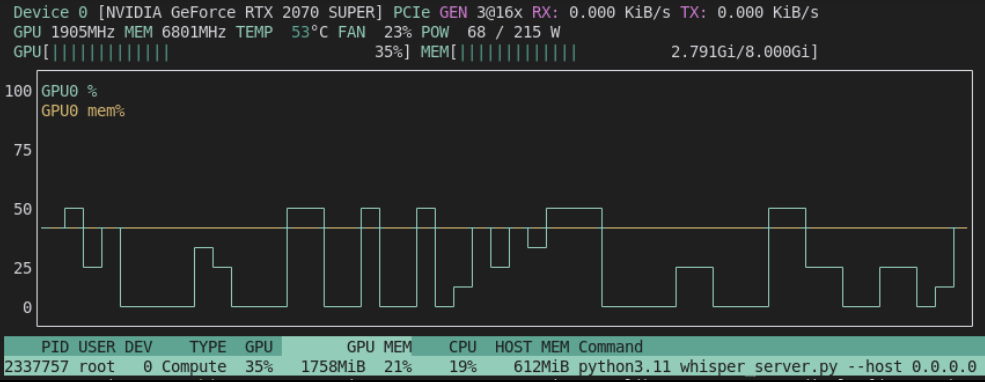 Device 0 [NVIDIA GeForce RTX 2070 SUPER] PCIe GEN 3@16x RX: 0.000 KiB/s TX: 0.000 KiB/s
GPU 1905MHz MEM 6801MHz TEMP 53°C FAN 23% POW 68 / 215 W
GPU[||||||||||||| 35%] MEM[||||||||||||| 2.791Gi/8.000Gi]
100 GPU0 %
GPU0 mem%
75
50
25
0
PID USER DEV TYPE GPU GPU MEM CPU HOST MEM Command
2337757 root 0 Compute 35% 1758MiB 21% 19% 612MiB python3.11 whisper_server.py --host 0.0.0.0